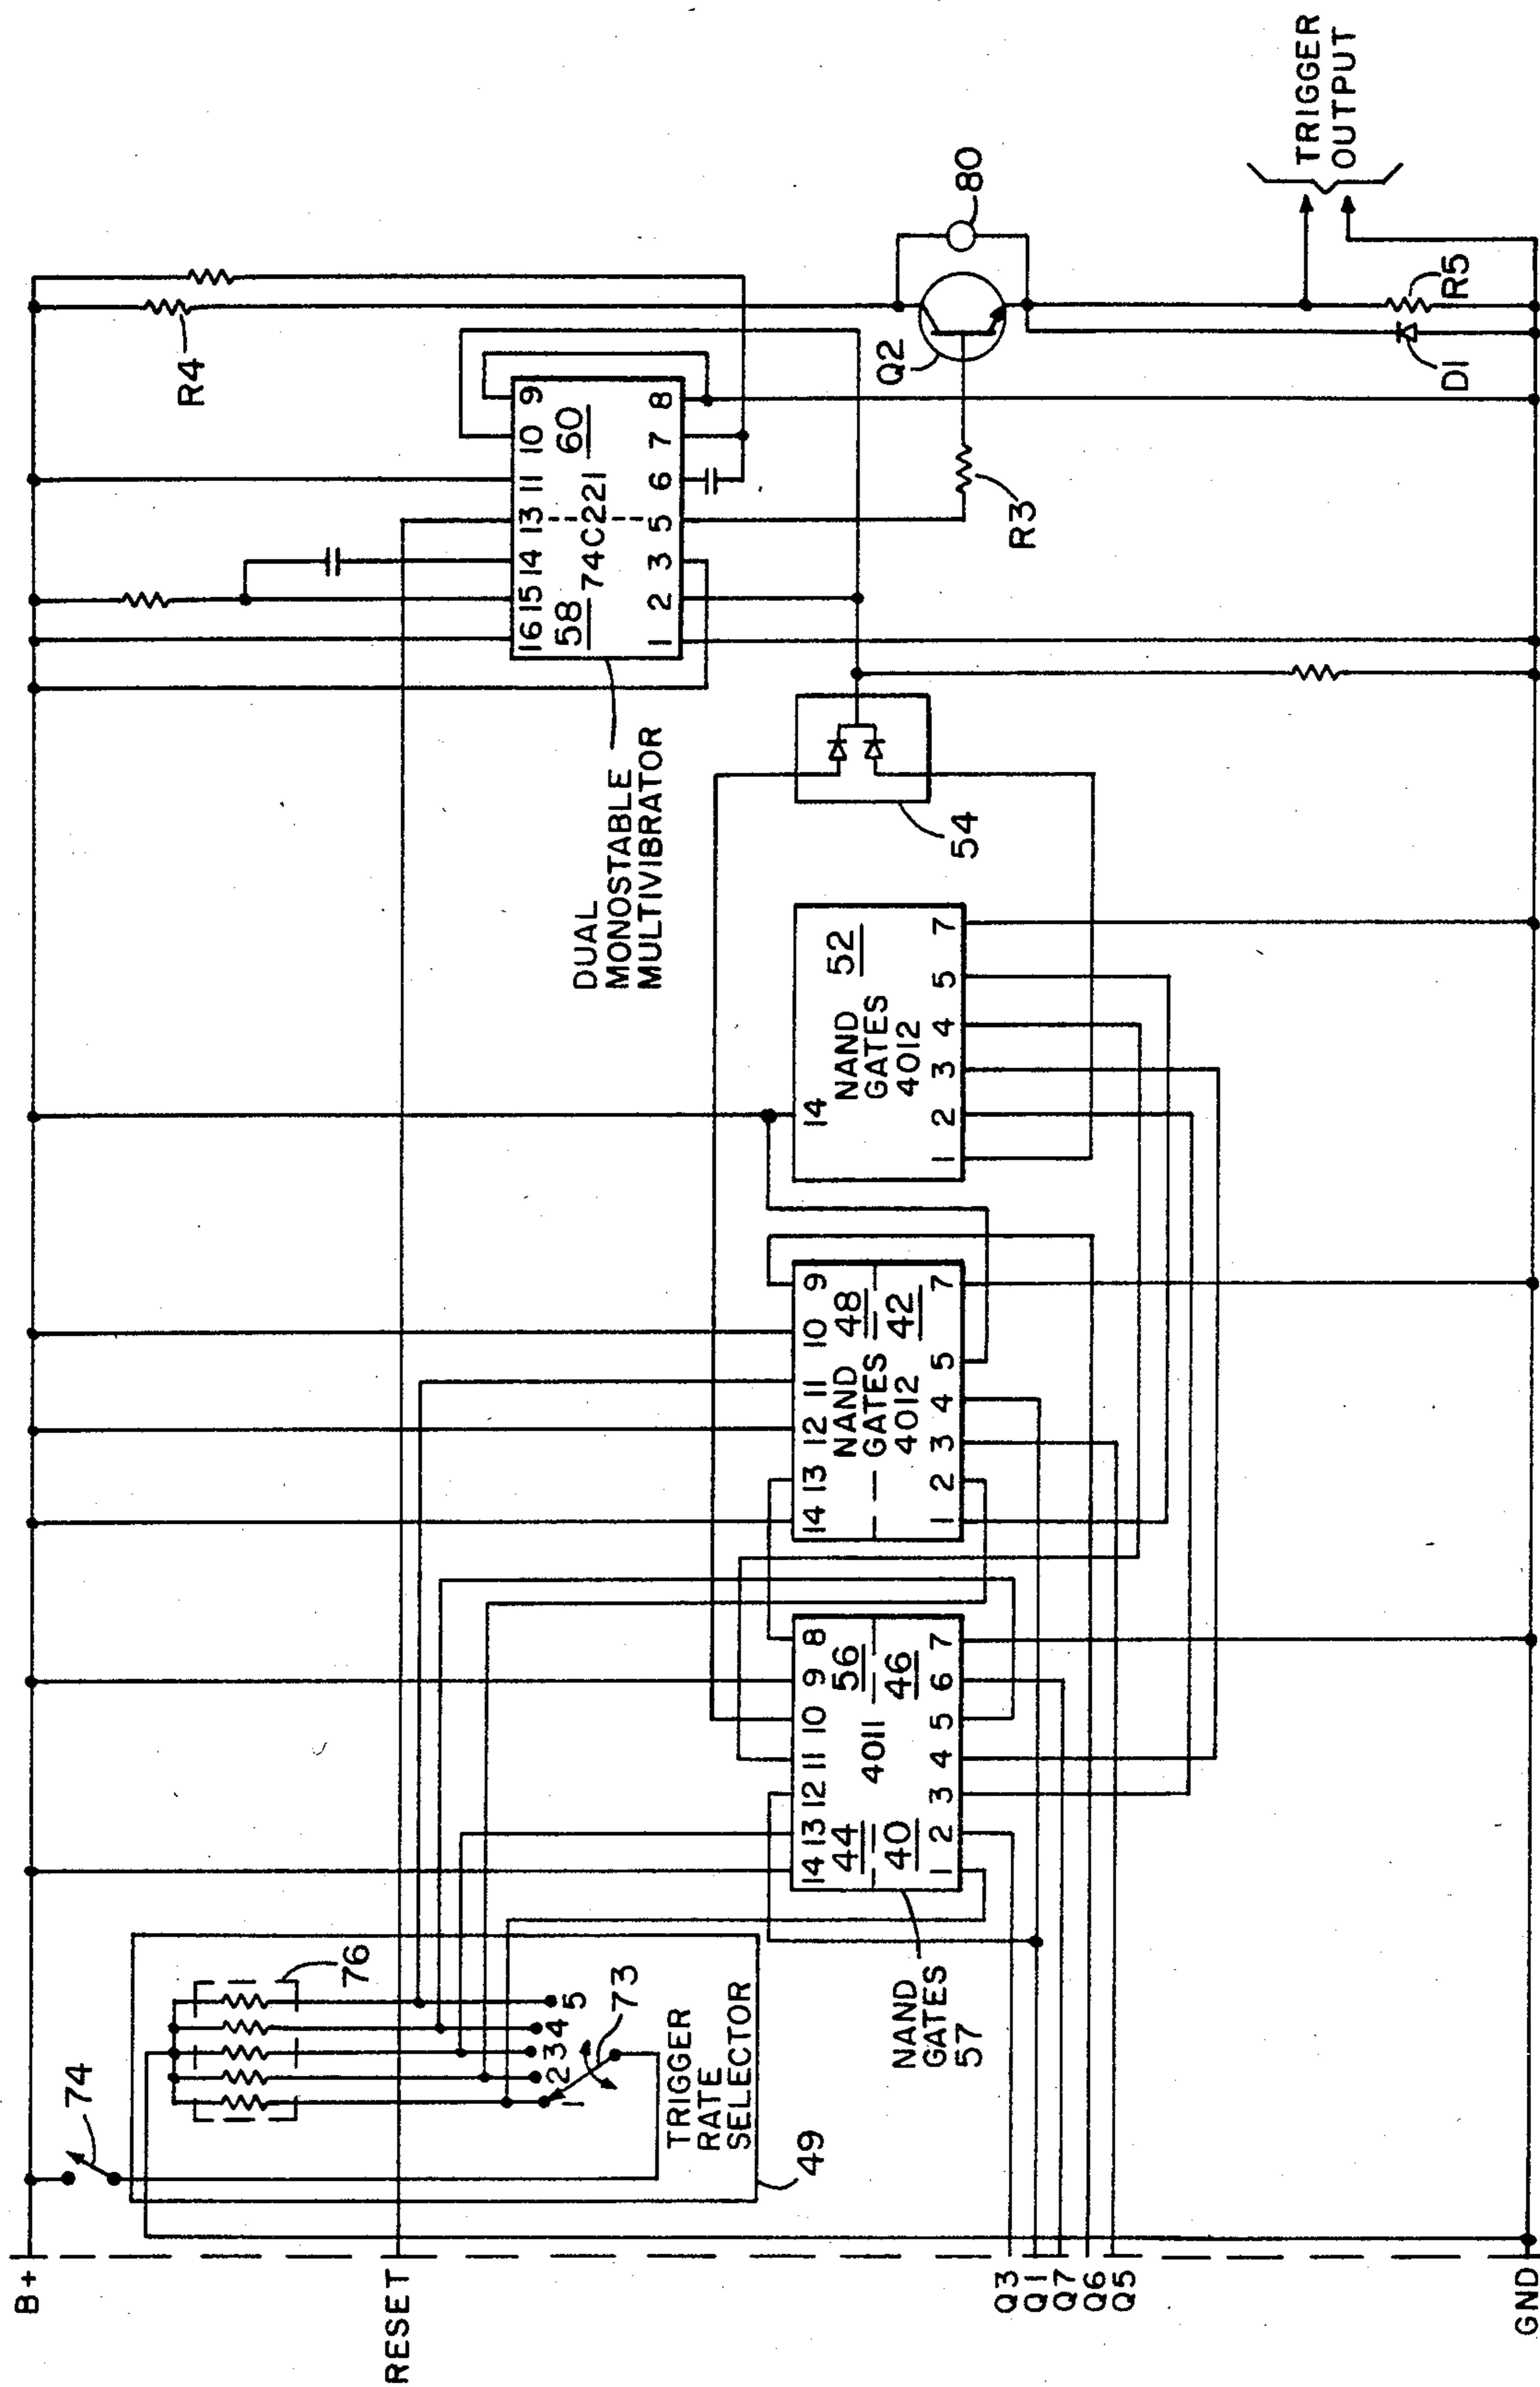 B+
74
76
1
2
3
4
5
73
TRIGGER
RATE
SELECTOR
49
RESET
Q3
Q1
Q7
Q6
Q5
GND
NAND
GATES
57
14 13 12 11 10 9 8
44
56
4011
40
46
1 2 3 4 5 6 7
14 13 12 11 10 9
NAND 48
GATES
4012 42
1 2 3 4 5 7
14
NAND 52
GATES
4012
1 2 3 4 5 7
54
DUAL
MONOSTABLE
MULTIVIBRATOR
16 15 14 13 11 10 9
58 60
74C221
1 2 3 5 6 7 8
R4
Q2
80
R3
D1
R5
TRIGGER
OUTPUT